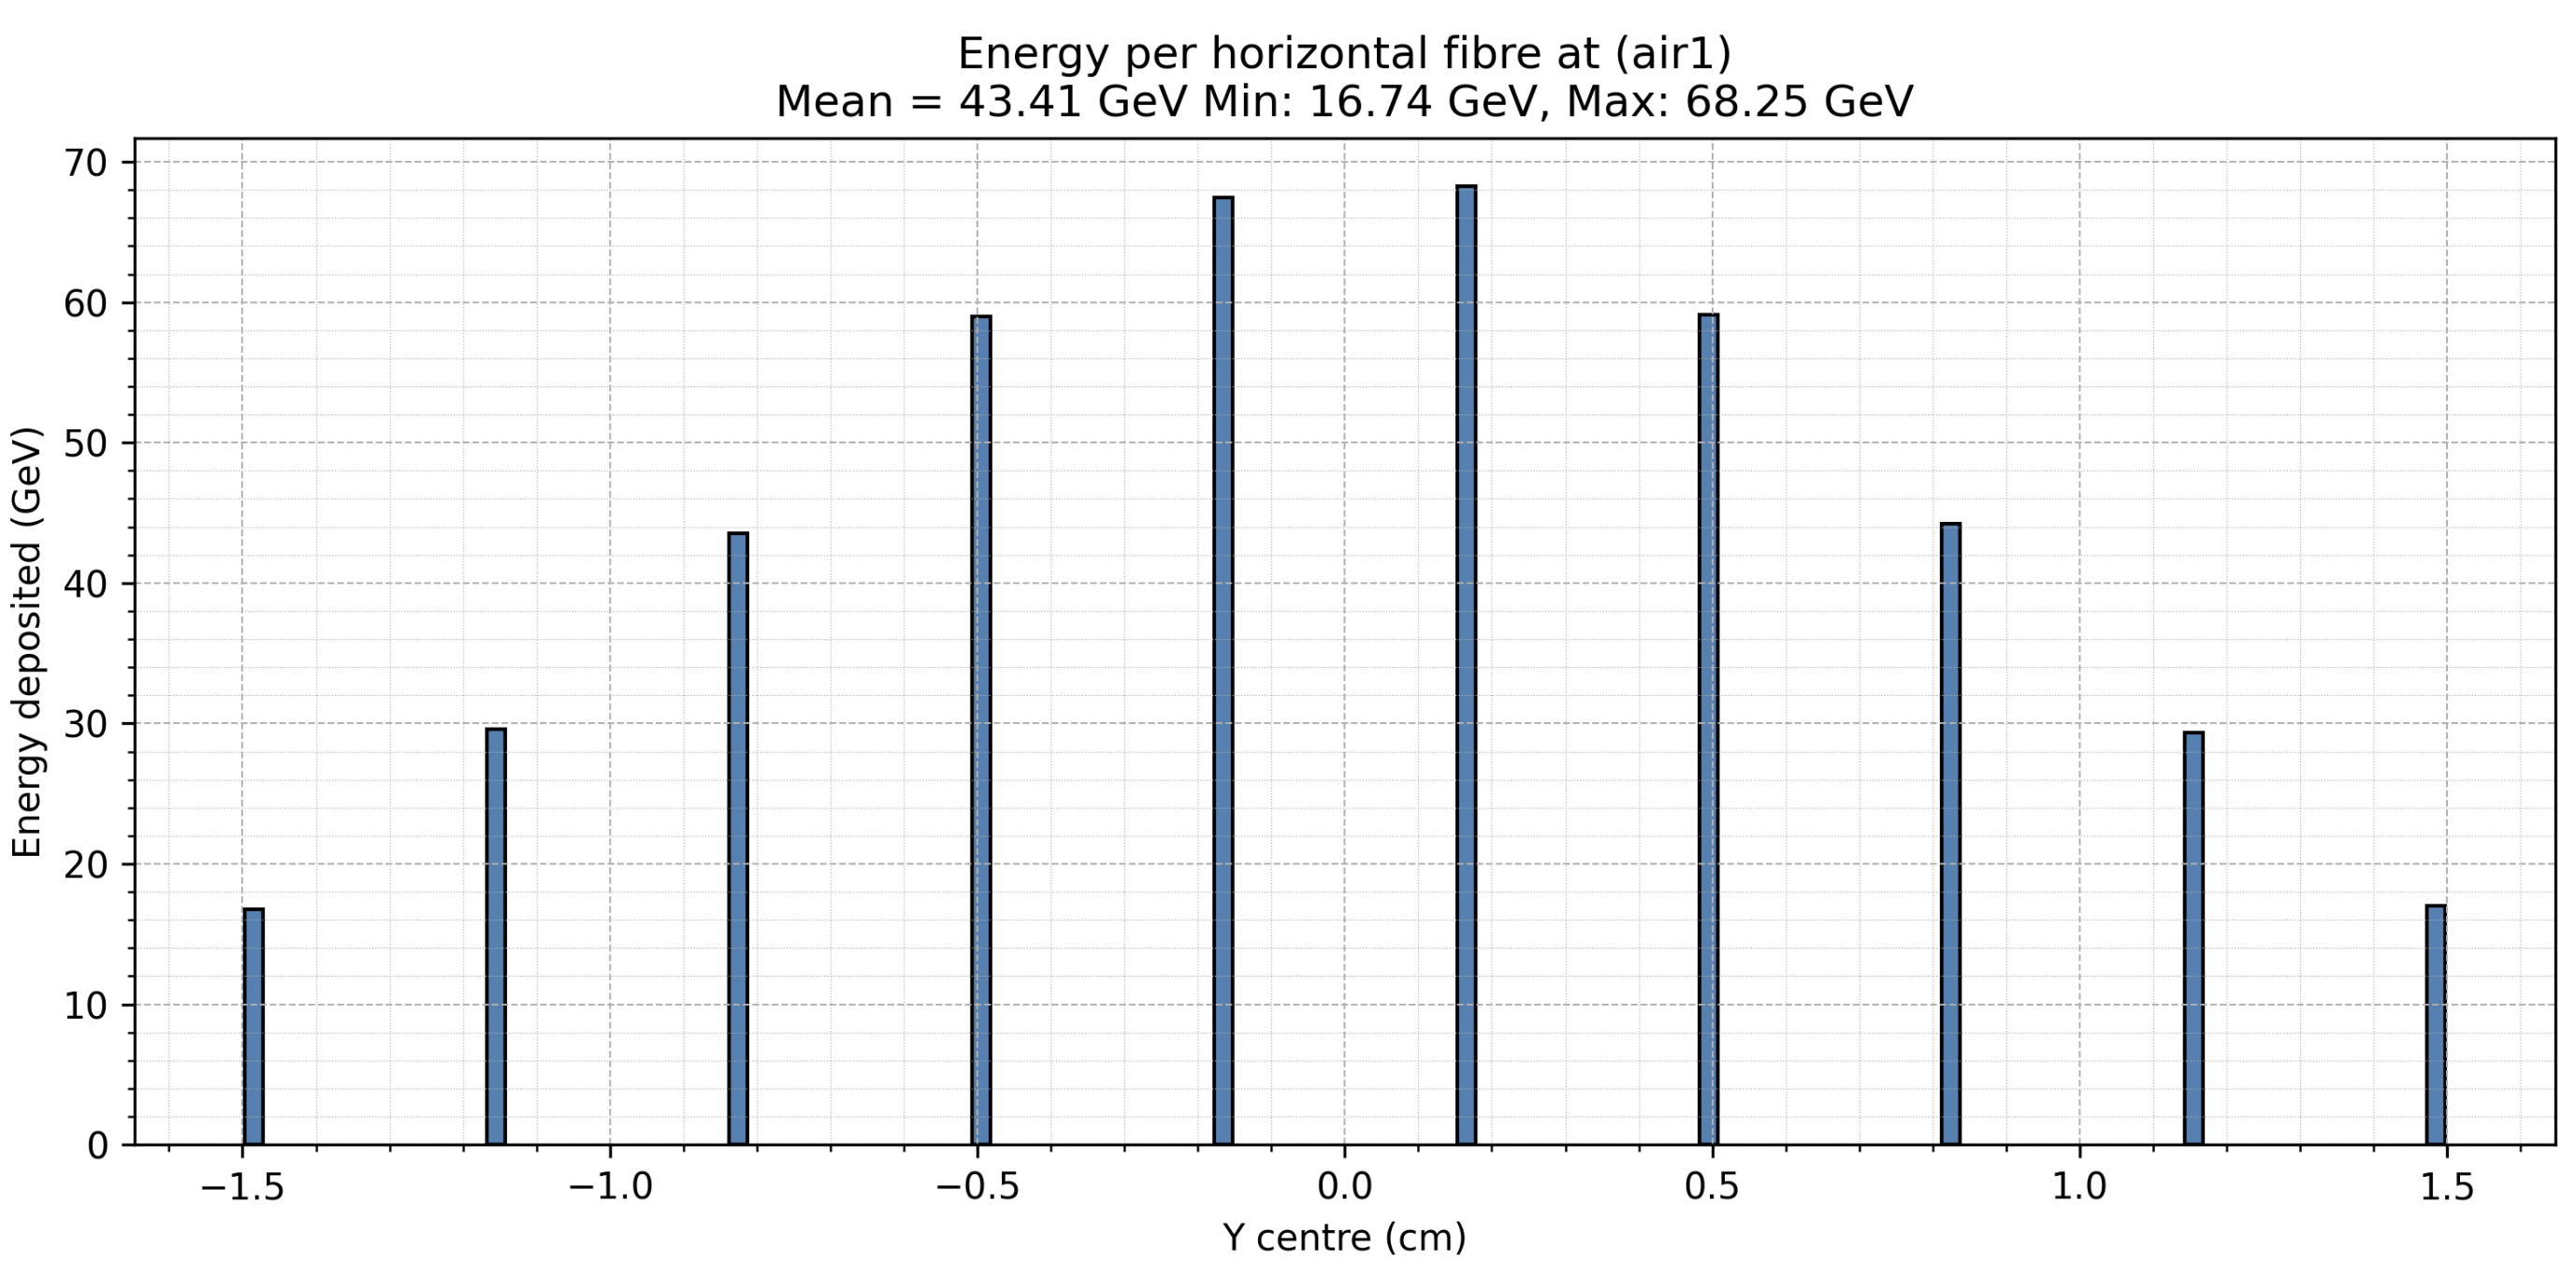 Energy per horizontal fibre at (air1)
Mean = 43.41 GeV Min: 16.74 GeV, Max: 68.25 GeV
Energy deposited (GeV)
70
60
50
40
30
20
10
0
−1.5 −1.0 −0.5 0.0 0.5 1.0 1.5
Y centre (cm)